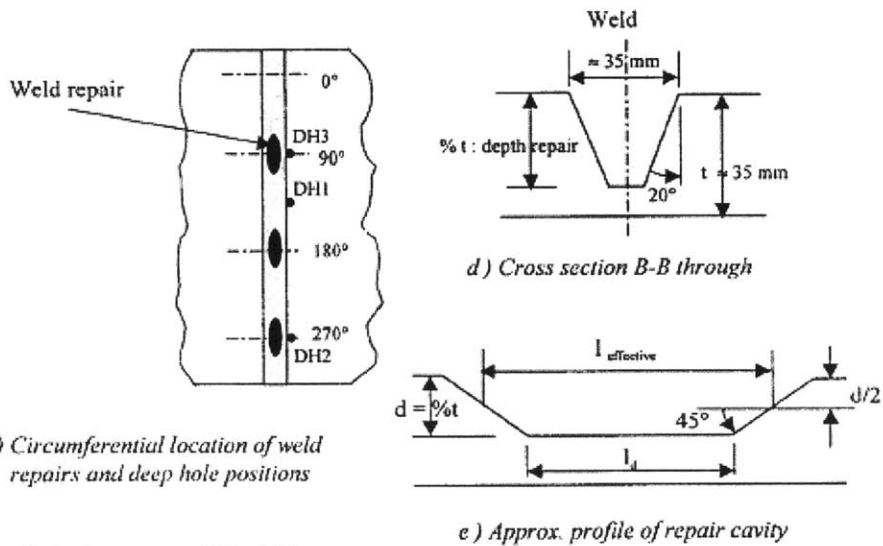 Weld repair
0°
DH3
90°
DH1
180°
270°
DH2
) Circumferential location of weld
repairs and deep hole positions
Weld
≈ 35 mm
% t : depth repair
t ≈ 35 mm
20°
d ) Cross section B-B through
l effective
d = %t
d/2
45°
l d
e ) Approx. profile of repair cavity